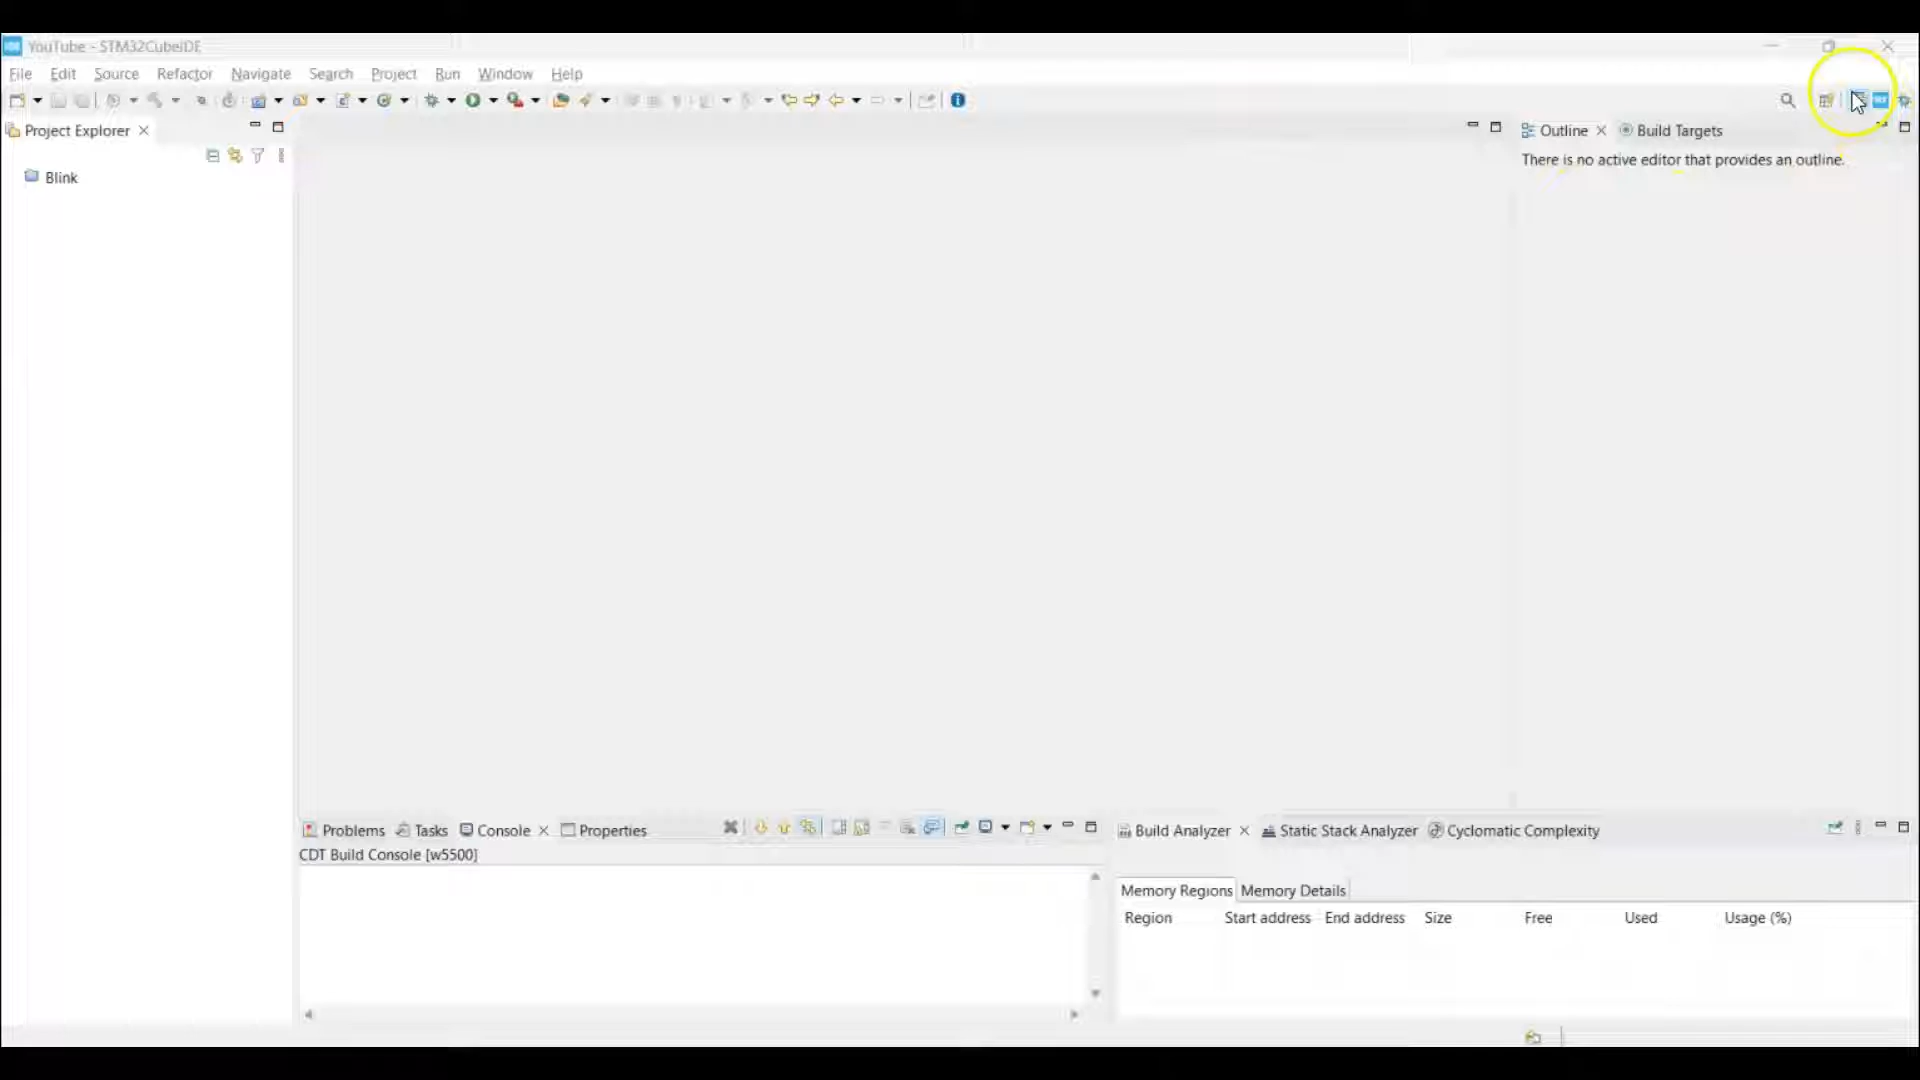 YouTube - STM32CubeIDE
File Edit Source Refactor Navigate Search Project Run Window Help
Project Explorer
Outline Build Targets
There is no active editor that provides an outline.
Blink
Problems Tasks Console Properties
CDT Build Console [w5500]
Build Analyzer Static Stack Analyzer Cyclomatic Complexity
Memory Regions Memory Details
Region Start address End address Size Free Used Usage (%)